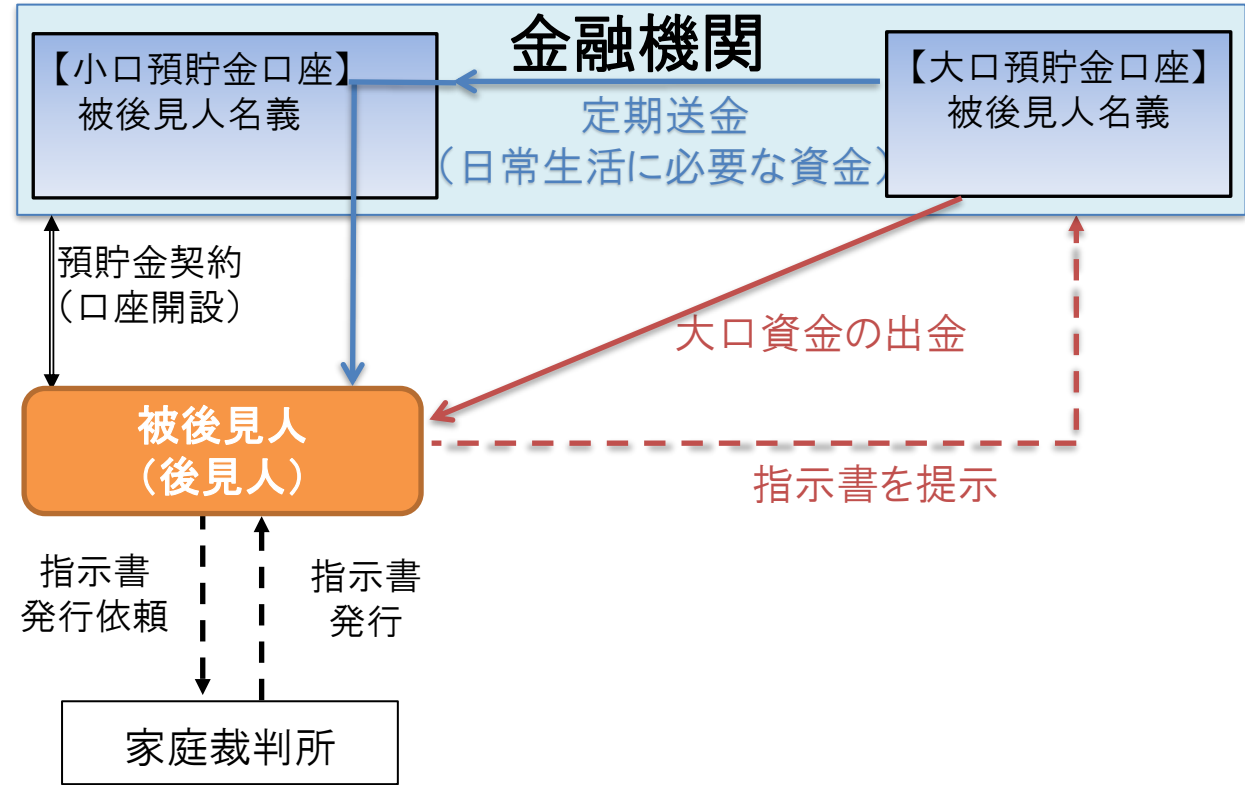 金融機関
【小口預貯金口座】
被後見人名義
【大口預貯金口座】
被後見人名義
定期送金
（日常生活に必要な資金）
預貯金契約
（口座開設）
大口資金の出金
被後見人
（後見人）
指示書を提示
指示書
発行依頼
指示書
発行
家庭裁判所